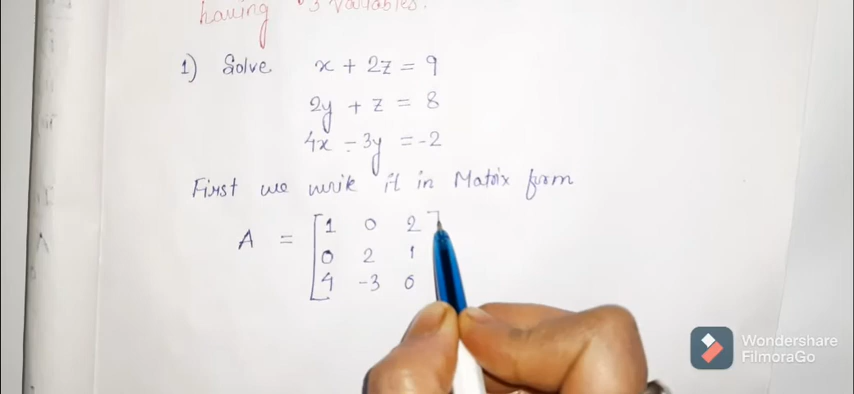 having 3 variables.
1) Solve x + 2z = 9
2y + z = 8
4x - 3y = -2
First we write it in Matrix form
A = [1 0 2
0 2 1
4 -3 0
Wondershare
FilmoraGo